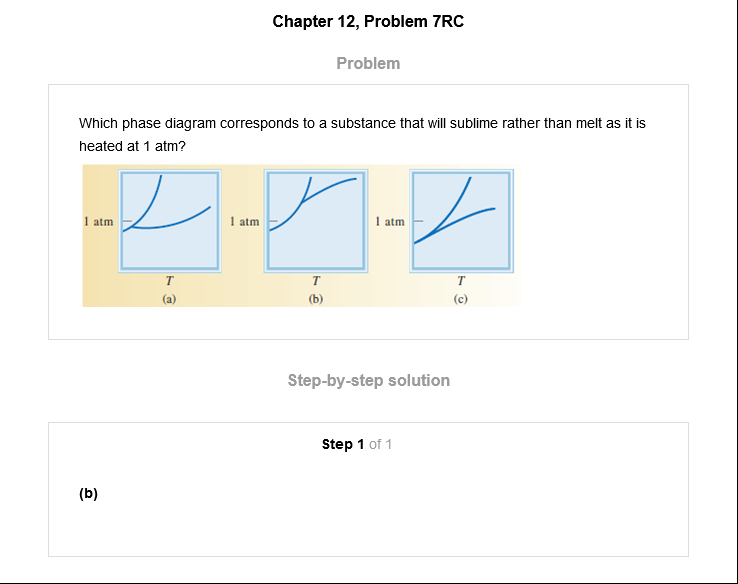 Chapter 12, Problem 7RC
Problem
Which phase diagram corresponds to a substance that will sublime rather than melt as it is
heated at 1 atm?
1 atm 1 atm 1 atm
T T T
(a) (b) (c)
Step-by-step solution
Step 1 of 1
(b)